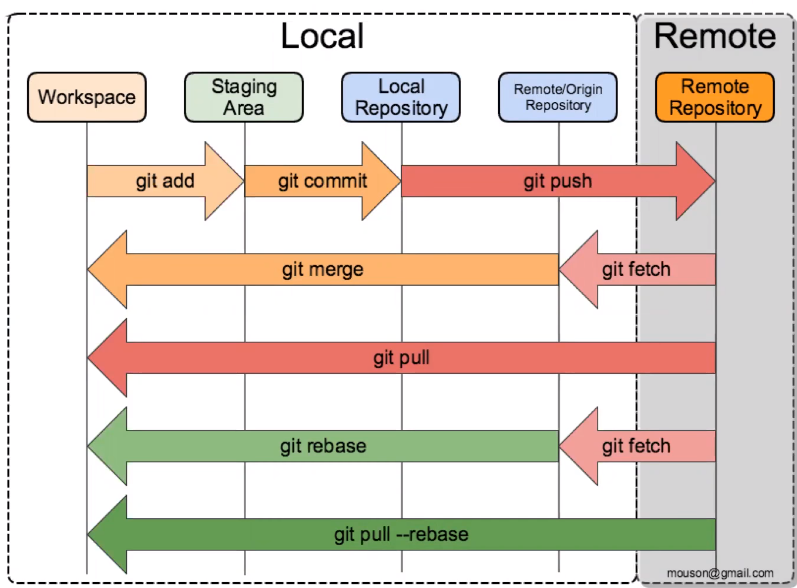 Local
Remote
Workspace
Staging
Area
Local
Repository
Remote/Origin
Repository
Remote
Repository
git add
git commit
git push
git merge
git fetch
git pull
git rebase
git fetch
git pull --rebase
mouson@gmail.com